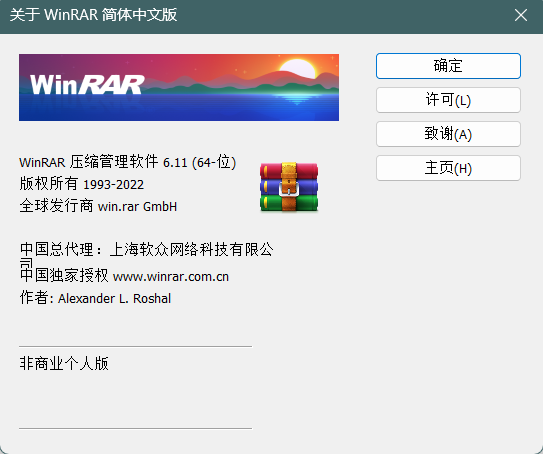 关于 WinRAR 简体中文版
WinRAR
确定
许可(L)
致谢(A)
主页(H)
WinRAR 压缩管理软件 6.11 (64-位)
版权所有 1993-2022
全球发行商 win.rar GmbH
中国总代理：上海软众网络科技有限公
司
中国独家授权 www.winrar.com.cn
作者: Alexander L. Roshal
非商业个人版